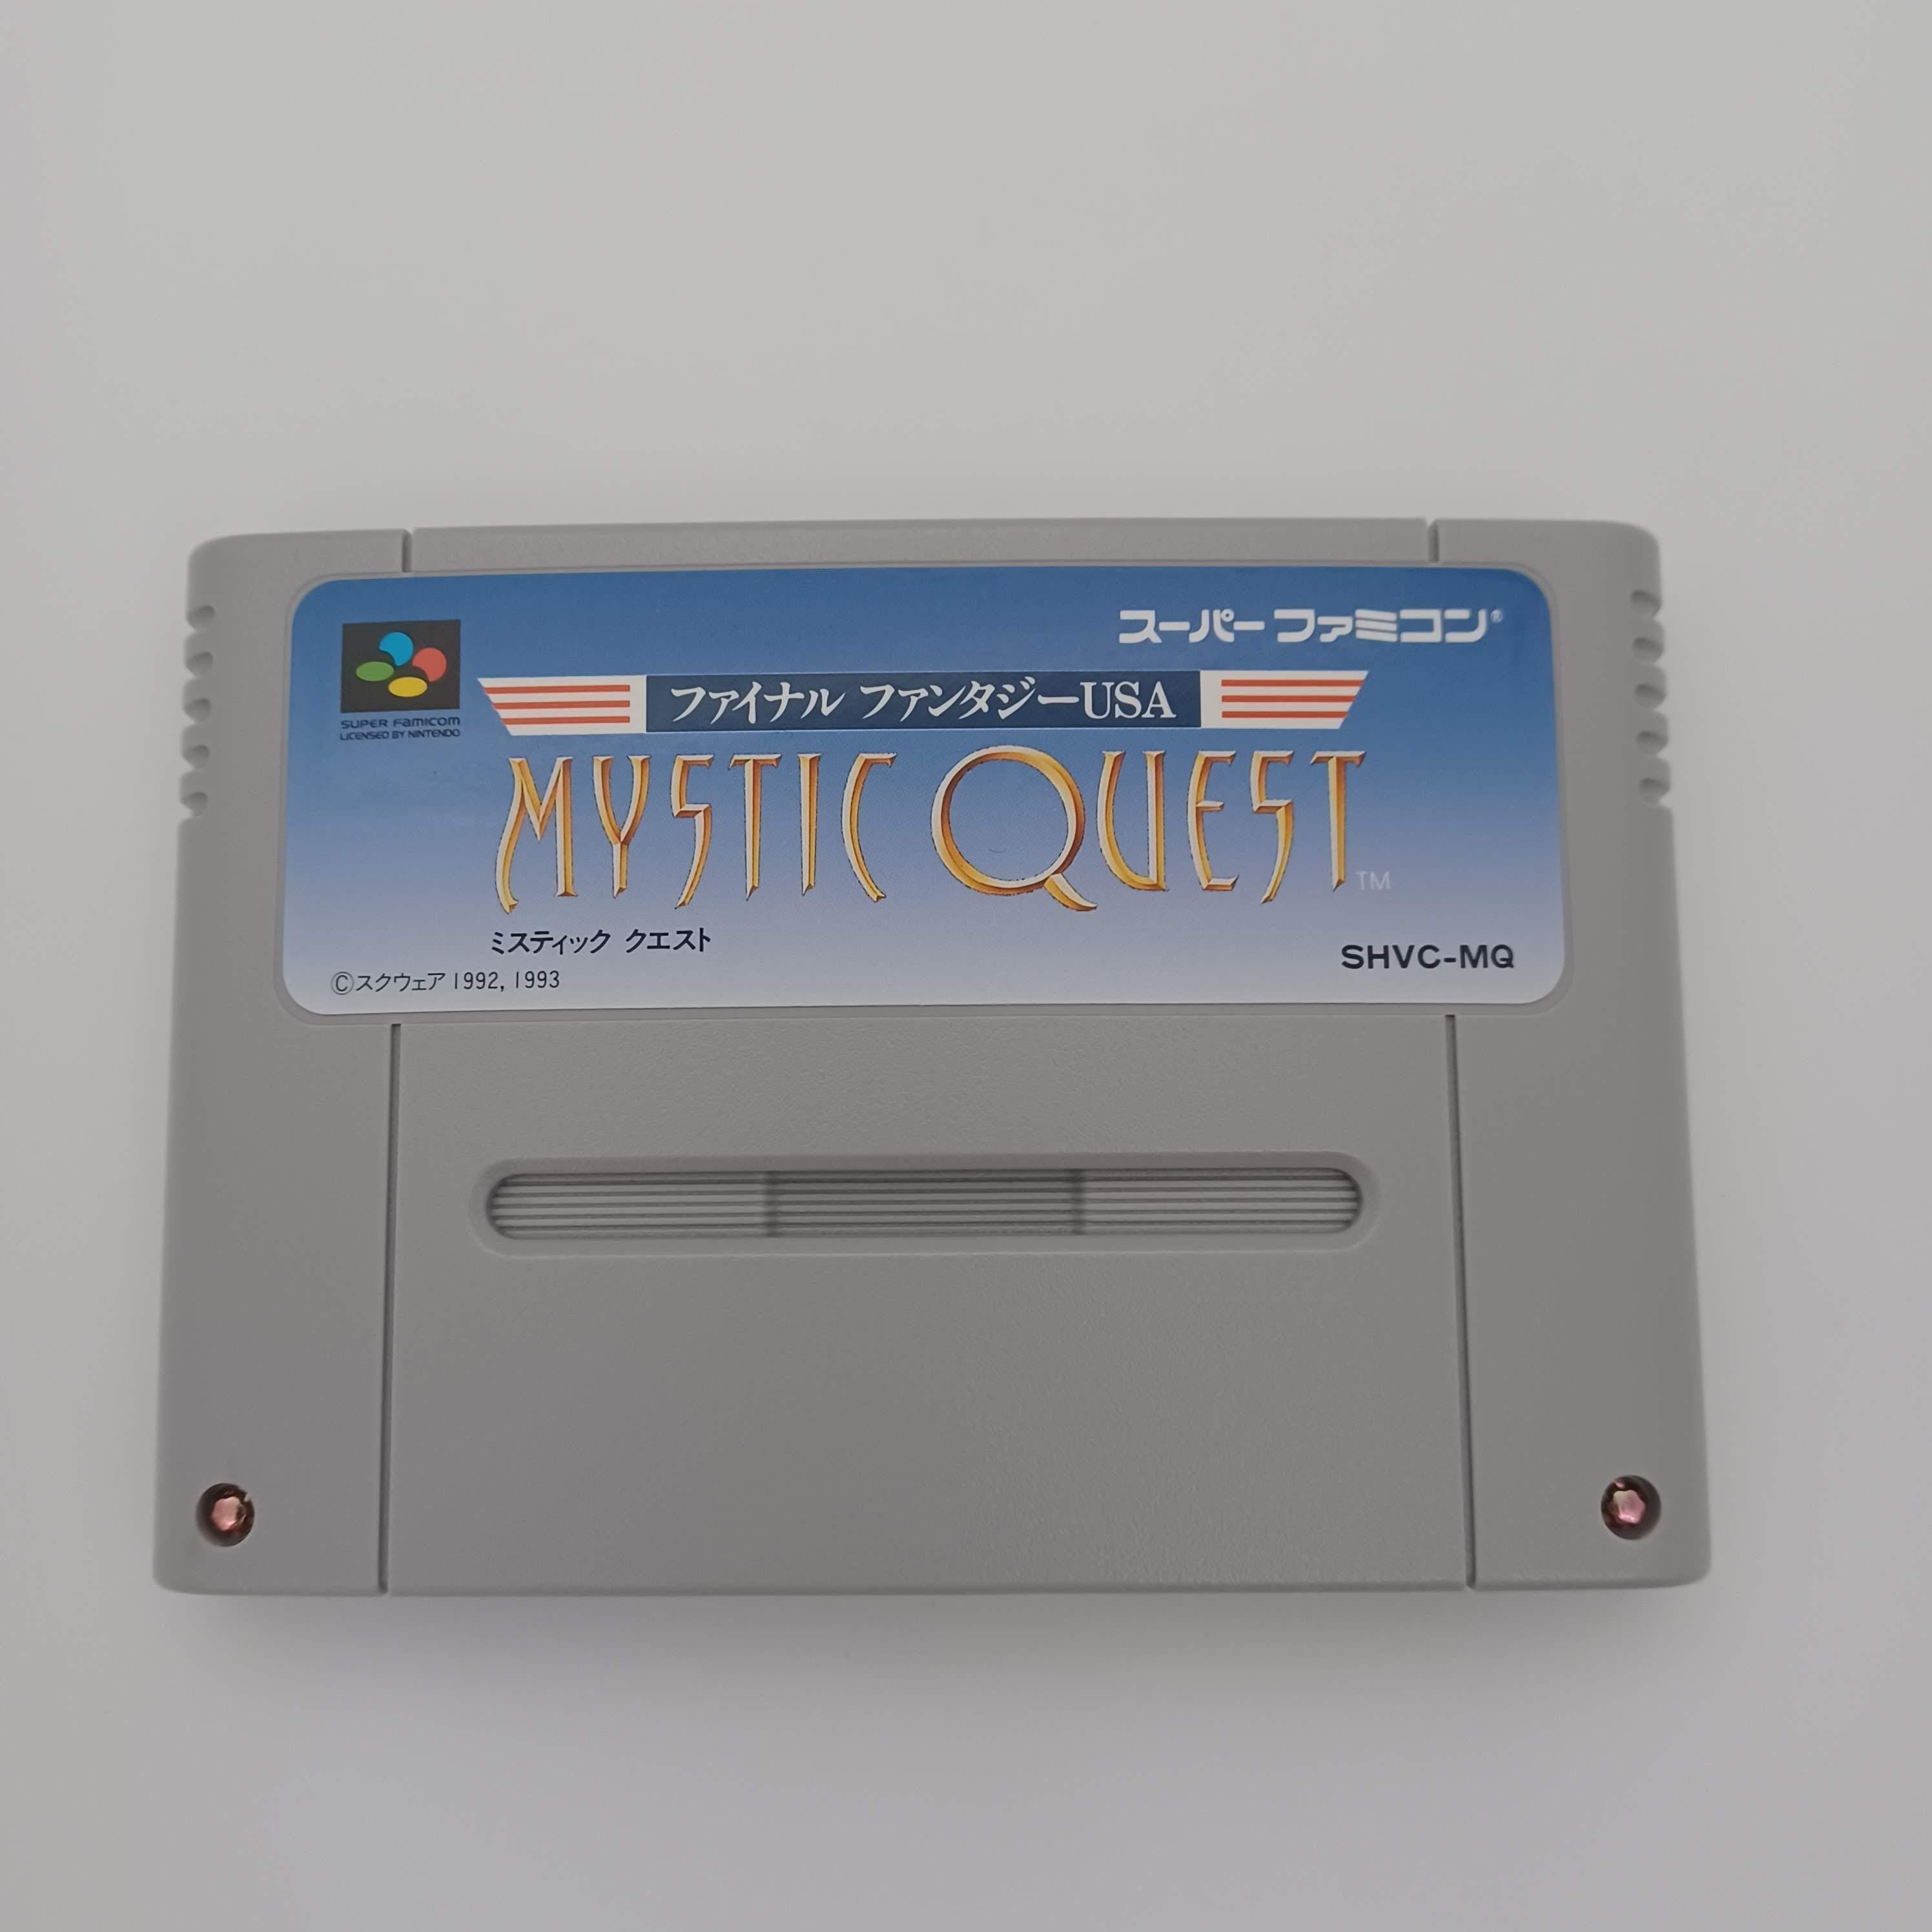 スーパーファミコン®
SUPER FAMICOM
LICENSED BY NINTENDO
ファイナル ファンタジーUSA
MYSTIC QUEST™
ミスティック クエスト
©スクウェア 1992, 1993
SHVC-MQ